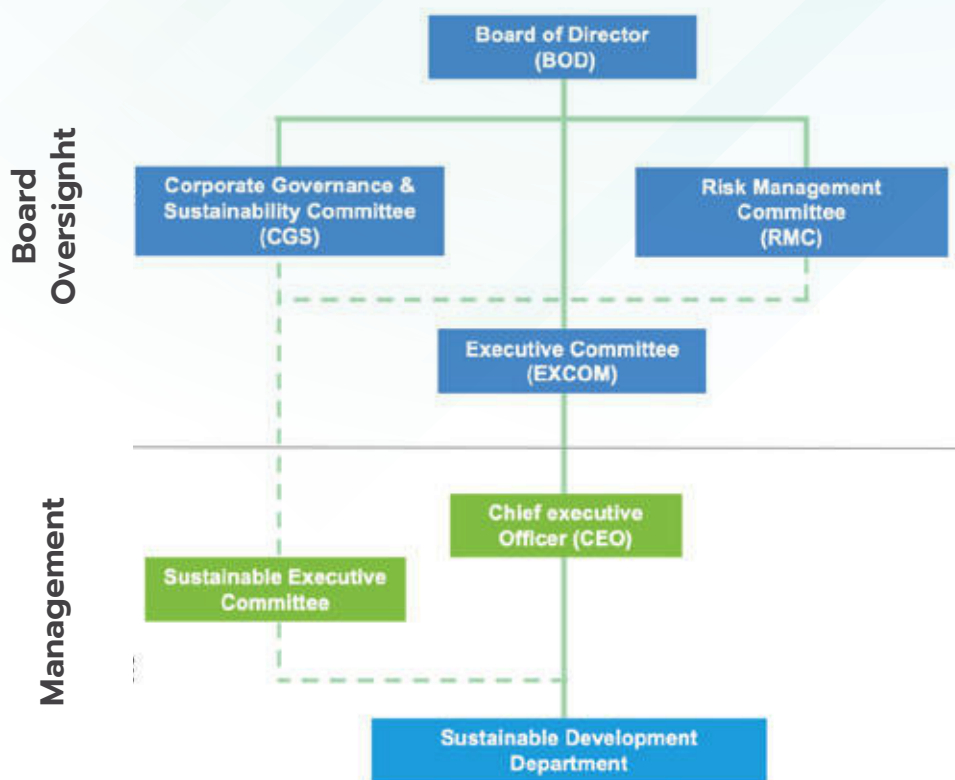 Board of Director
(BOD)
Board
Oversignht
Corporate Governance &
Sustainability Committee
(CGS)
Risk Management
Committee
(RMC)
Executive Committee
(EXCOM)
Management
Chief executive
Officer (CEO)
Sustainable Executive
Committee
Sustainable Development
Department